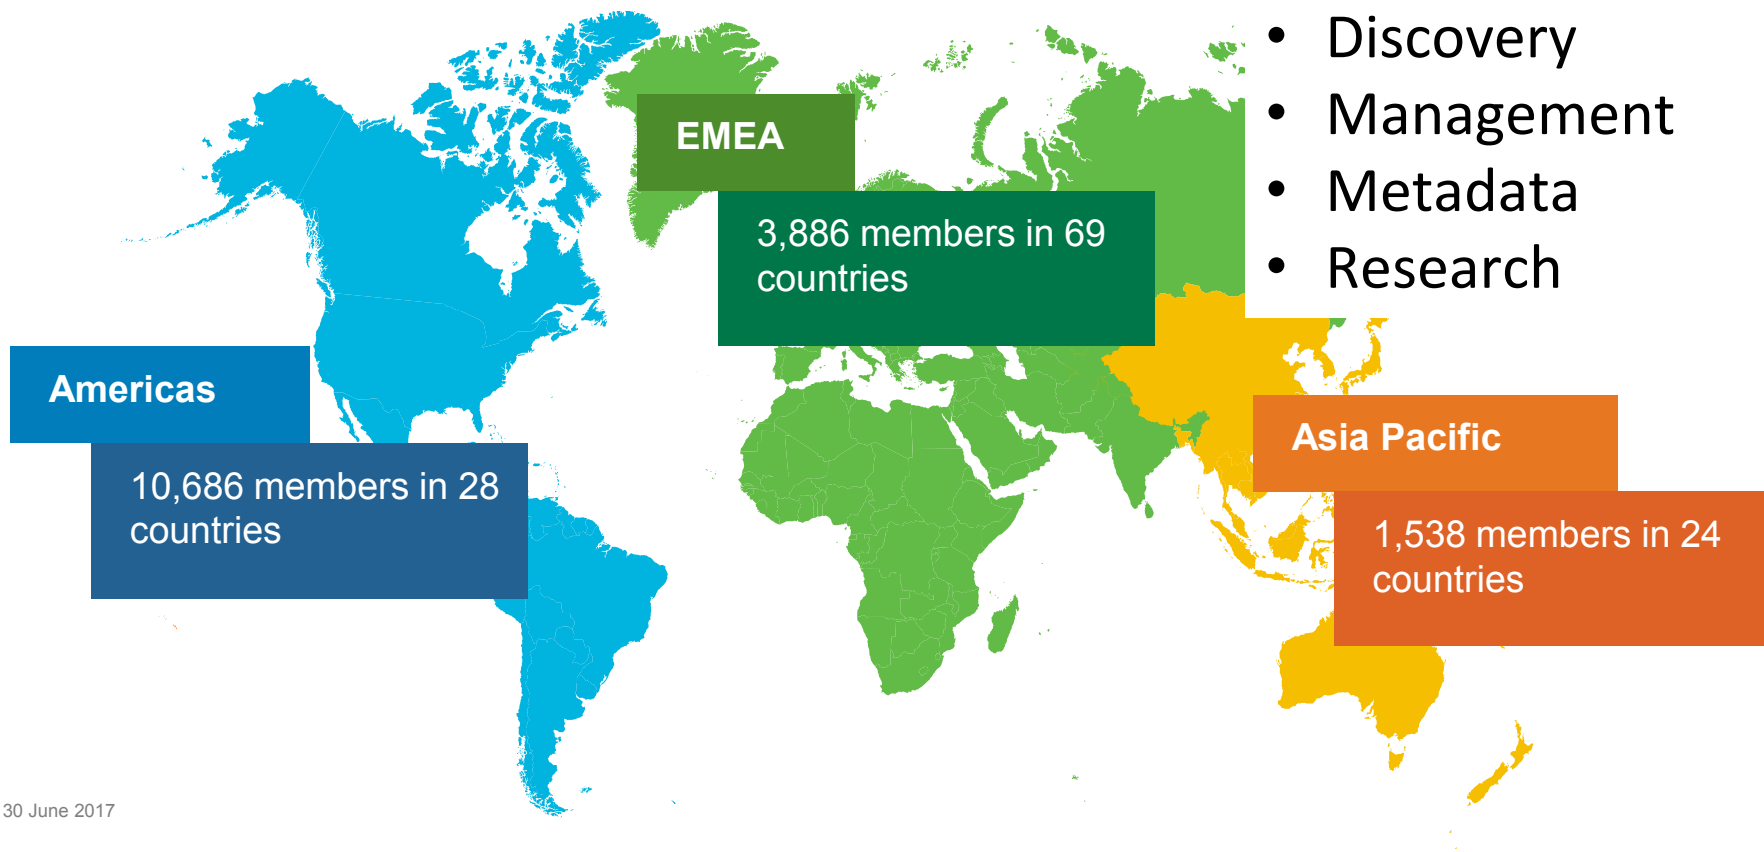 • Discovery
• Management
• Metadata
• Research
EMEA
3,886 members in 69
countries
Americas
10,686 members in 28
countries
Asia Pacific
1,538 members in 24
countries
30 June 2017